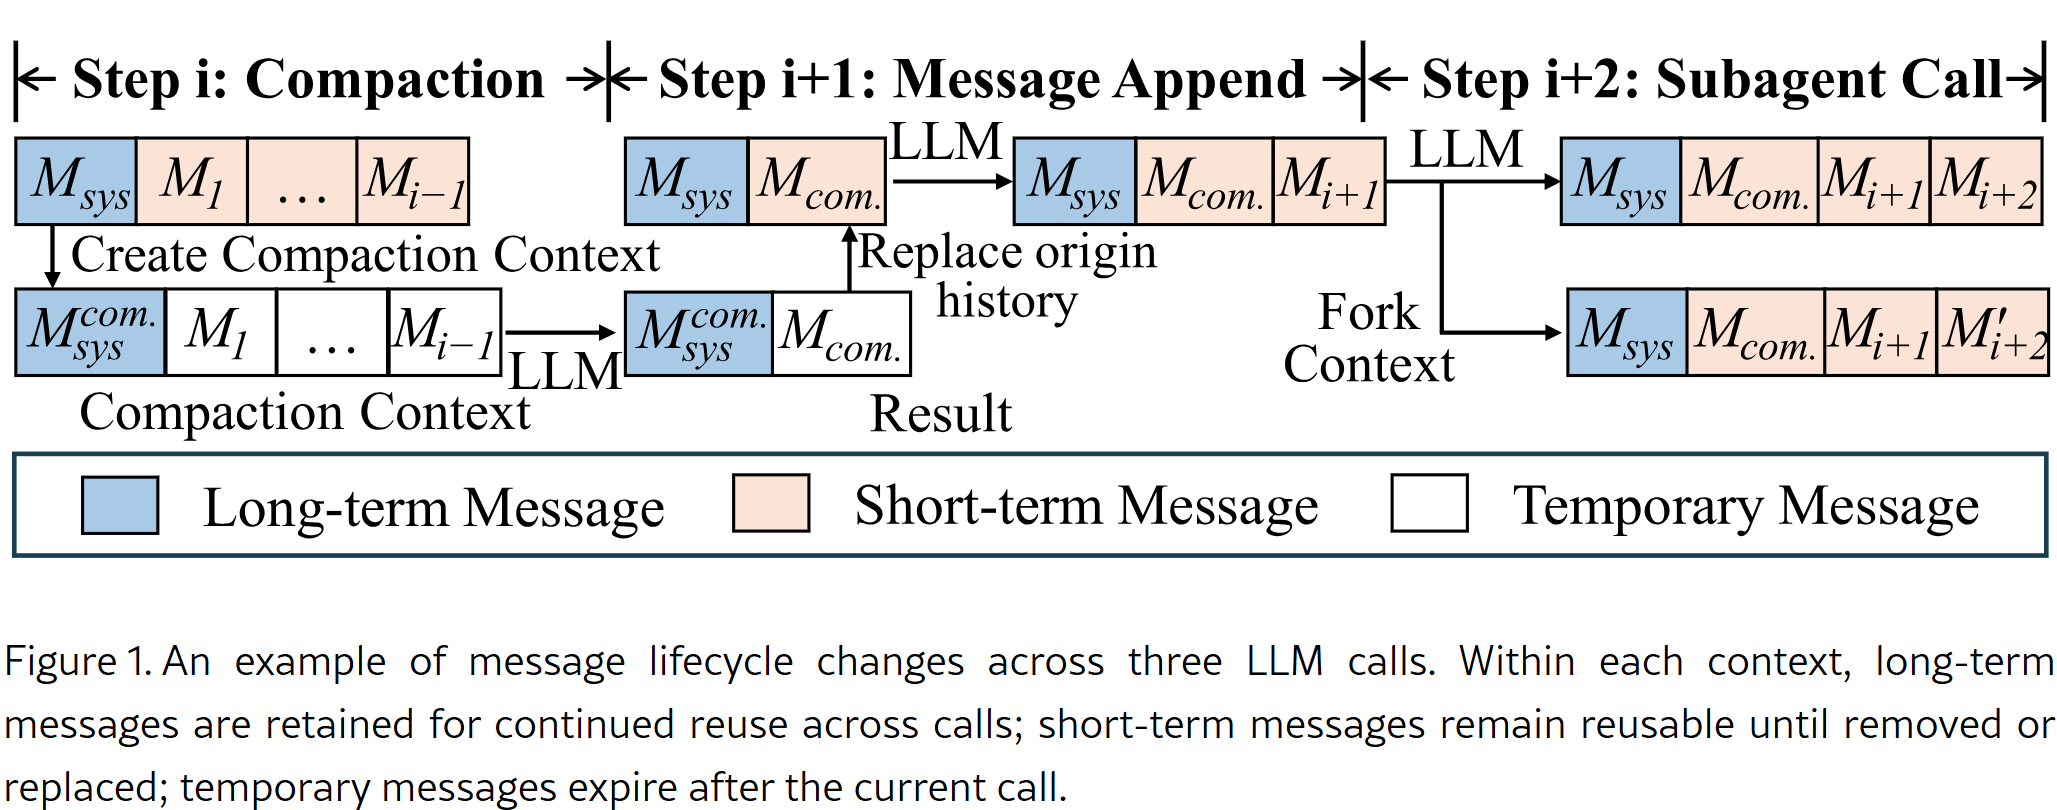 Step i: Compaction
Step i+1: Message Append
Step i+2: Subagent Call
M_sys M_1 … M_{i−1}
M_sys M_com.
LLM
M_sys M_com. M_{i+1}
LLM
M_sys M_com. M_{i+1} M_{i+2}
Create Compaction Context
Replace origin
history
M_sys^com. M_1 … M_{i−1}
LLM
M_sys^com. M_com.
Fork
Context
M_sys M_com. M_{i+1} M'_{i+2}
Compaction Context
Result
Long-term Message
Short-term Message
Temporary Message
Figure 1. An example of message lifecycle changes across three LLM calls. Within each context, long-term
messages are retained for continued reuse across calls; short-term messages remain reusable until removed or
replaced; temporary messages expire after the current call.